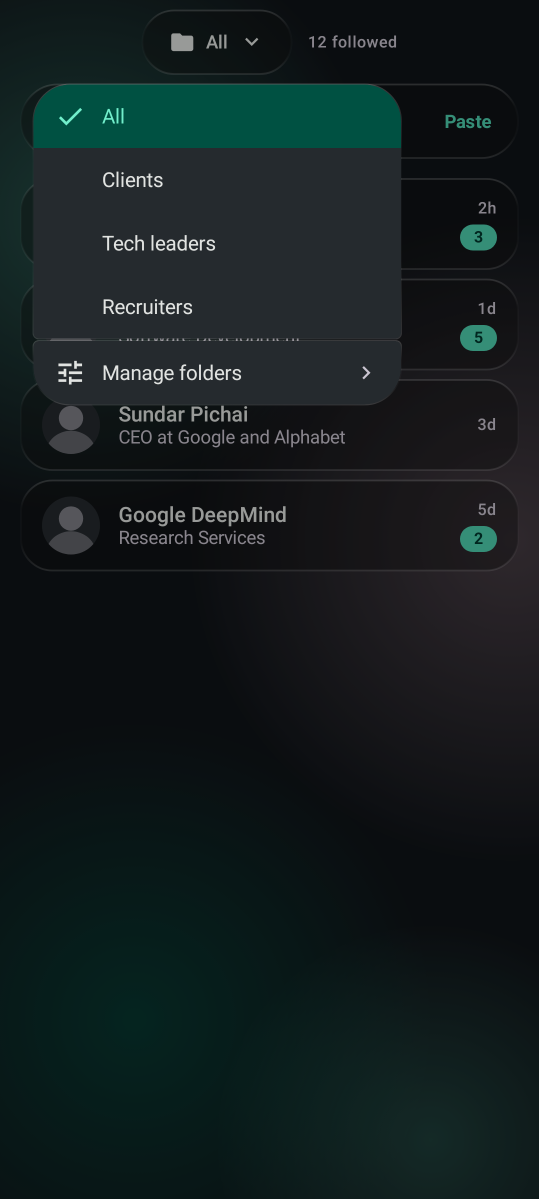 All
12 followed
All
Paste
Clients
2h
3
Tech leaders
Recruiters
1d
5
Manage folders
Sundar Pichai
CEO at Google and Alphabet
3d
Google DeepMind
Research Services
5d
2